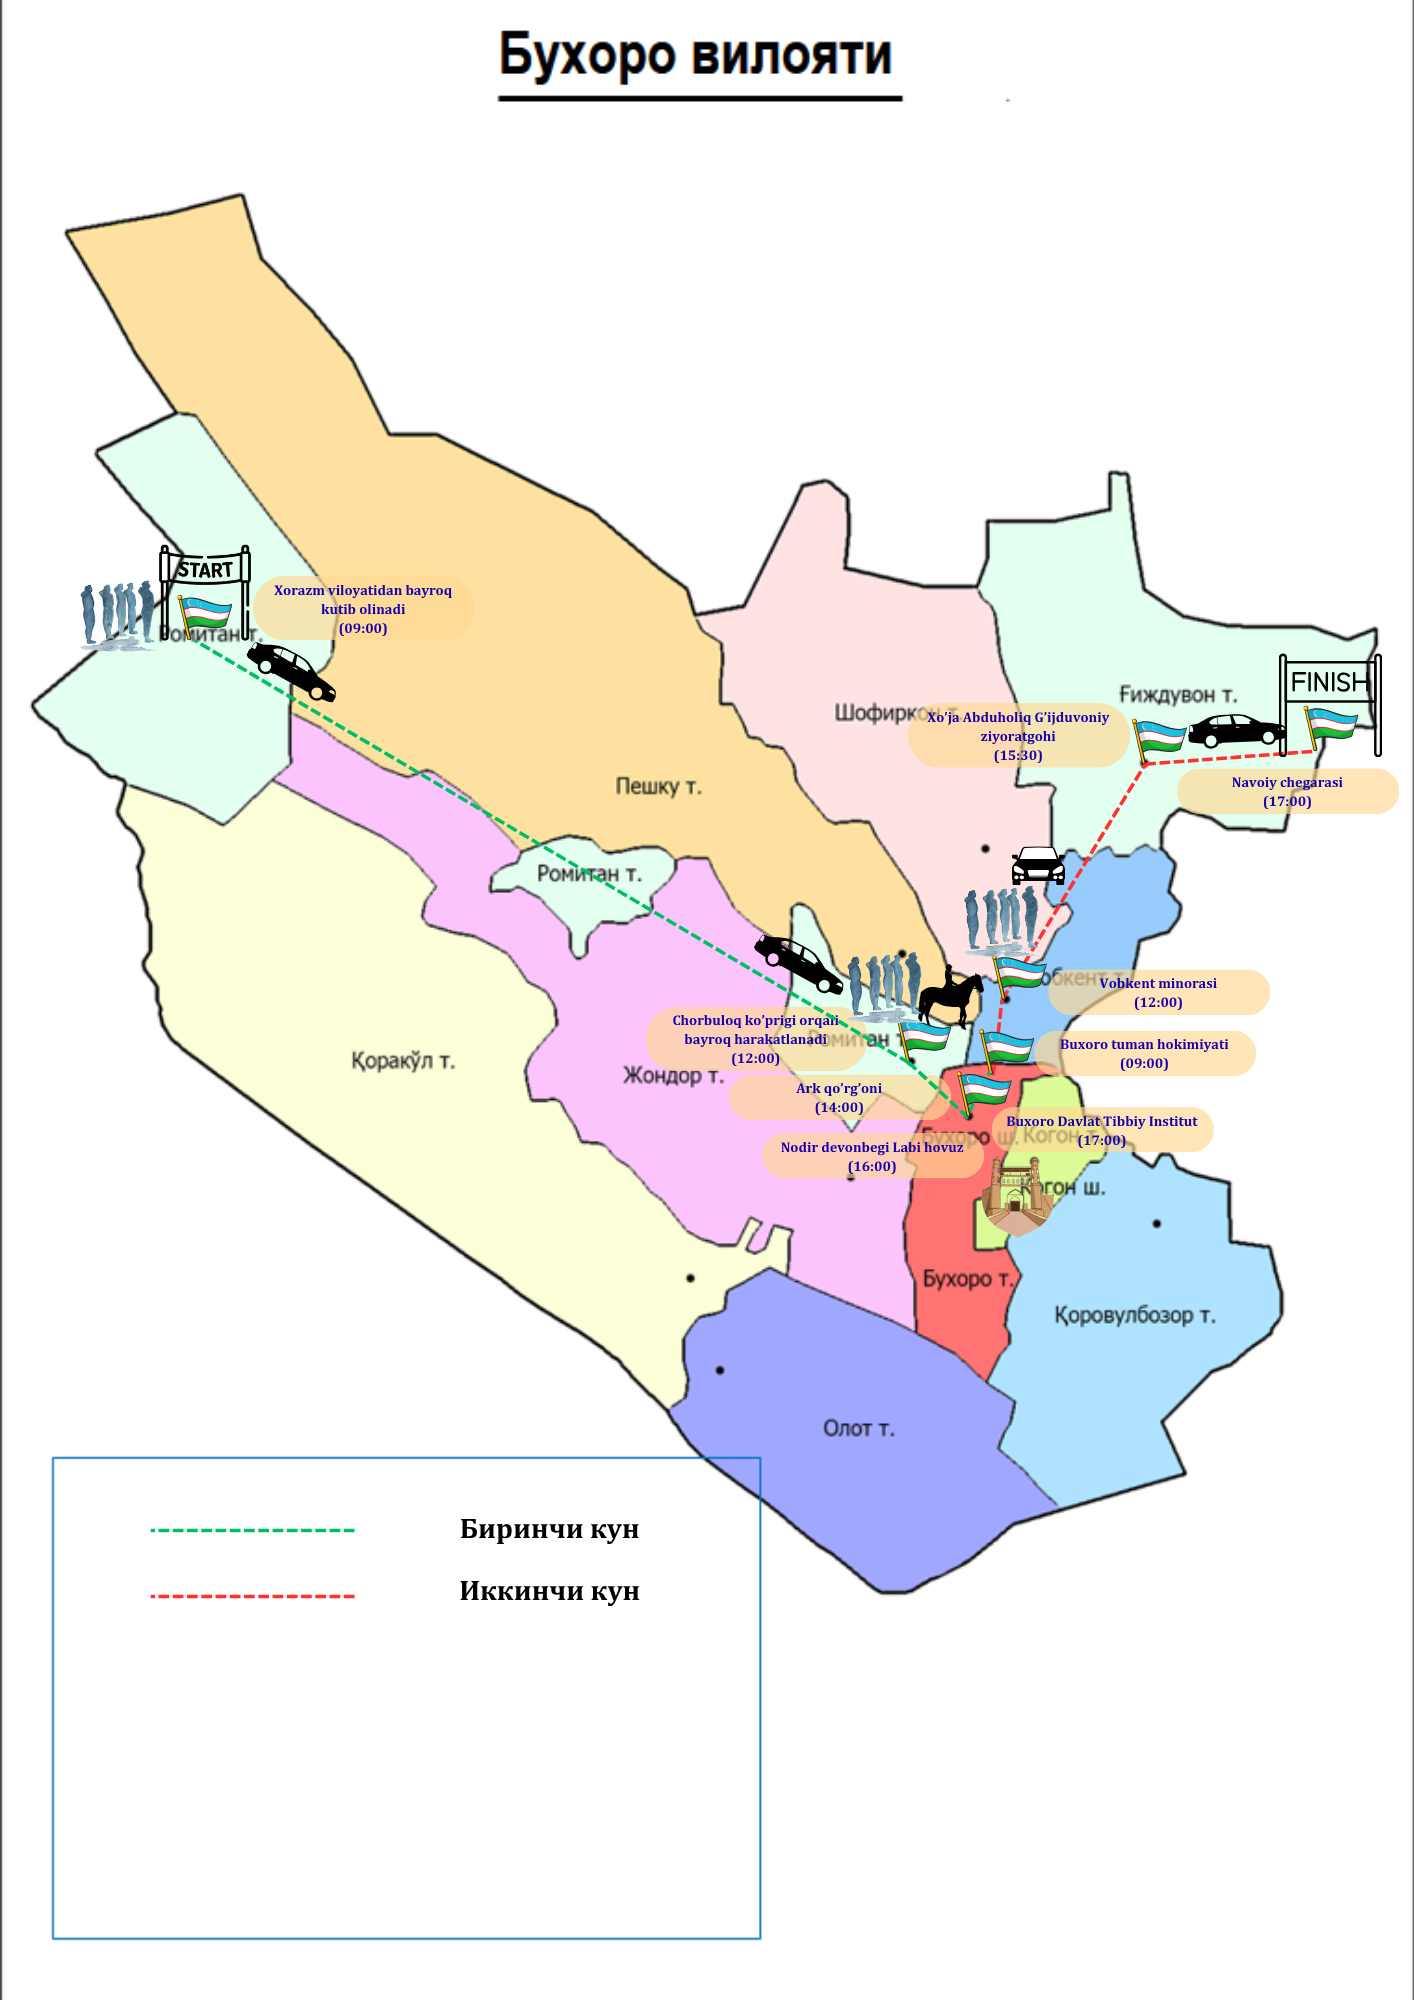 Бухоро вилояти
START
Xorazm viloyatidan bayroq
kutib olinadi
(09:00)
Ромитан т.
Пешку т.
Шофиркон т.
Ғиждувон т.
FINISH
Xo'ja Abduholiq G'ijduvoniy
ziyoratgohi
(15:30)
Navoiy chegarasi
(17:00)
Ромитан т.
Вобкент т.
Vobkent minorasi
(12:00)
Chorbuloq ko'prigi orqali
bayroq harakatlanadi
(12:00)
Ромитан т.
Buxoro tuman hokimiyati
(09:00)
Қоракўл т.
Жондор т.
Ark qo'rg'oni
(14:00)
Buxoro Davlat Tibbiy Institut
(17:00)
Бухоро ш.
Когон т.
Nodir devonbegi Labi hovuz
(16:00)
Когон ш.
Бухоро т.
Қоровулбозор т.
Олот т.
Биринчи кун
Иккинчи кун